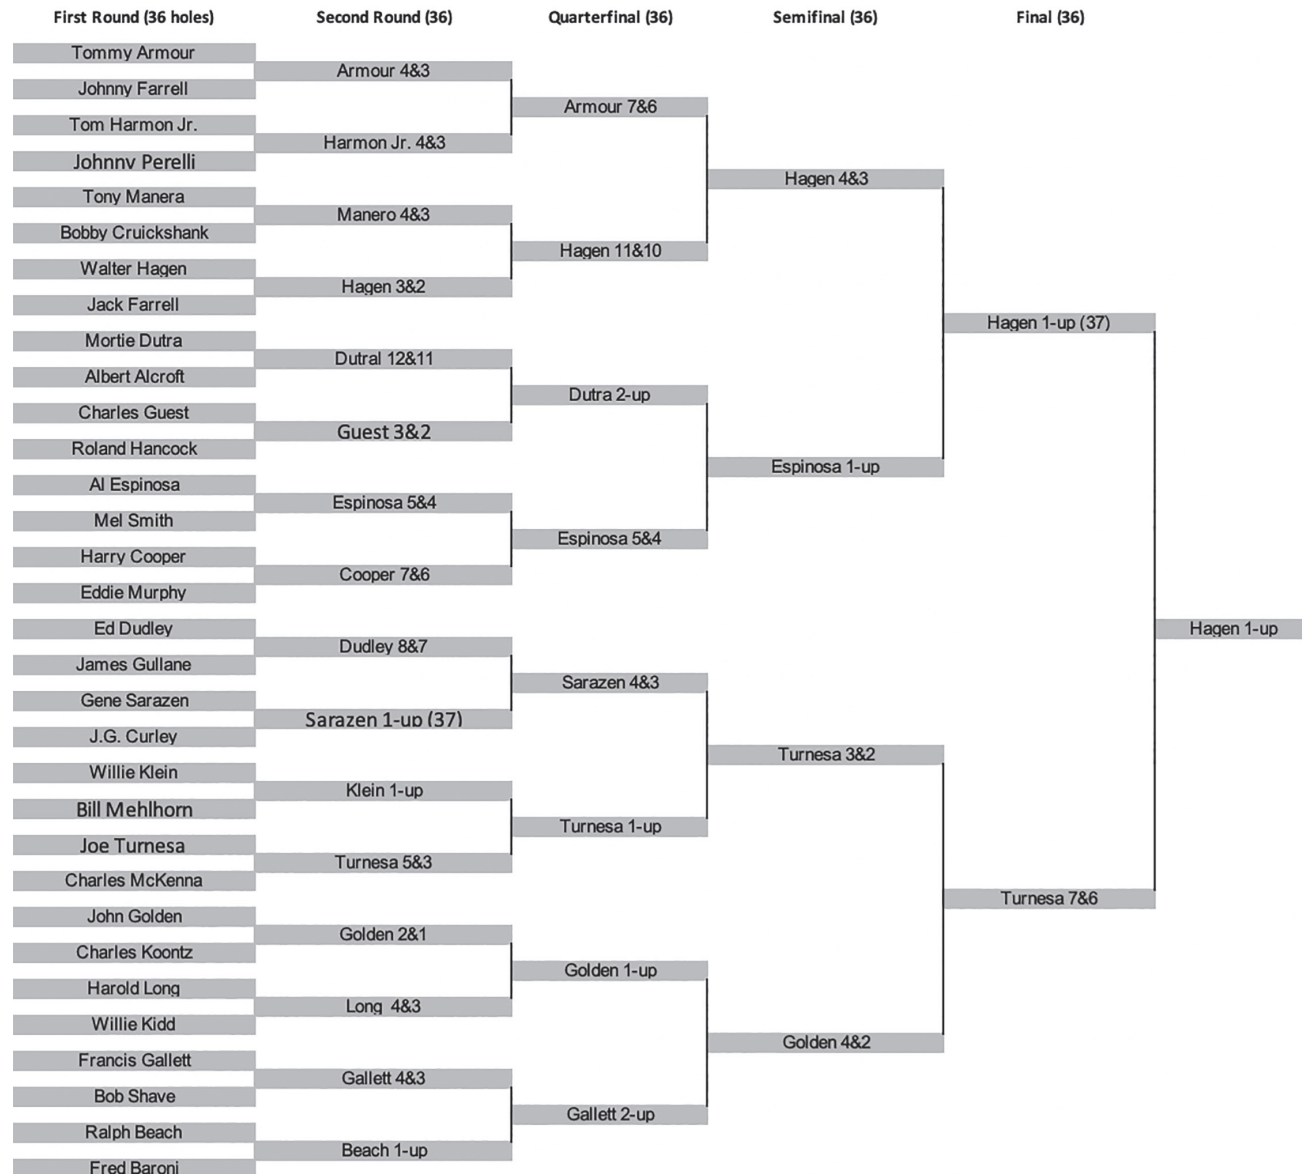 First Round (36 holes)
Second Round (36)
Quarterfinal (36)
Semifinal (36)
Final (36)
Tommy Armour
Johnny Farrell
Tom Harmon Jr.
Johnnv Perelli
Tony Manera
Bobby Cruickshank
Walter Hagen
Jack Farrell
Mortie Dutra
Albert Alcroft
Charles Guest
Roland Hancock
Al Espinosa
Mel Smith
Harry Cooper
Eddie Murphy
Ed Dudley
James Gullane
Gene Sarazen
J.G. Curley
Willie Klein
Bill Mehlhorn
Joe Turnesa
Charles McKenna
John Golden
Charles Koontz
Harold Long
Willie Kidd
Francis Gallett
Bob Shave
Ralph Beach
Fred Baroni
Armour 4&3
Harmon Jr. 4&3
Manero 4&3
Hagen 3&2
Dutral 12&11
Guest 3&2
Espinosa 5&4
Cooper 7&6
Dudley 8&7
Sarazen 1-up (37)
Klein 1-up
Turnesa 5&3
Golden 2&1
Long 4&3
Gallett 4&3
Beach 1-up
Armour 7&6
Hagen 11&10
Dutra 2-up
Espinosa 5&4
Sarazen 4&3
Turnesa 1-up
Golden 1-up
Gallett 2-up
Hagen 4&3
Espinosa 1-up
Turnesa 3&2
Golden 4&2
Hagen 1-up (37)
Turnesa 7&6
Hagen 1-up